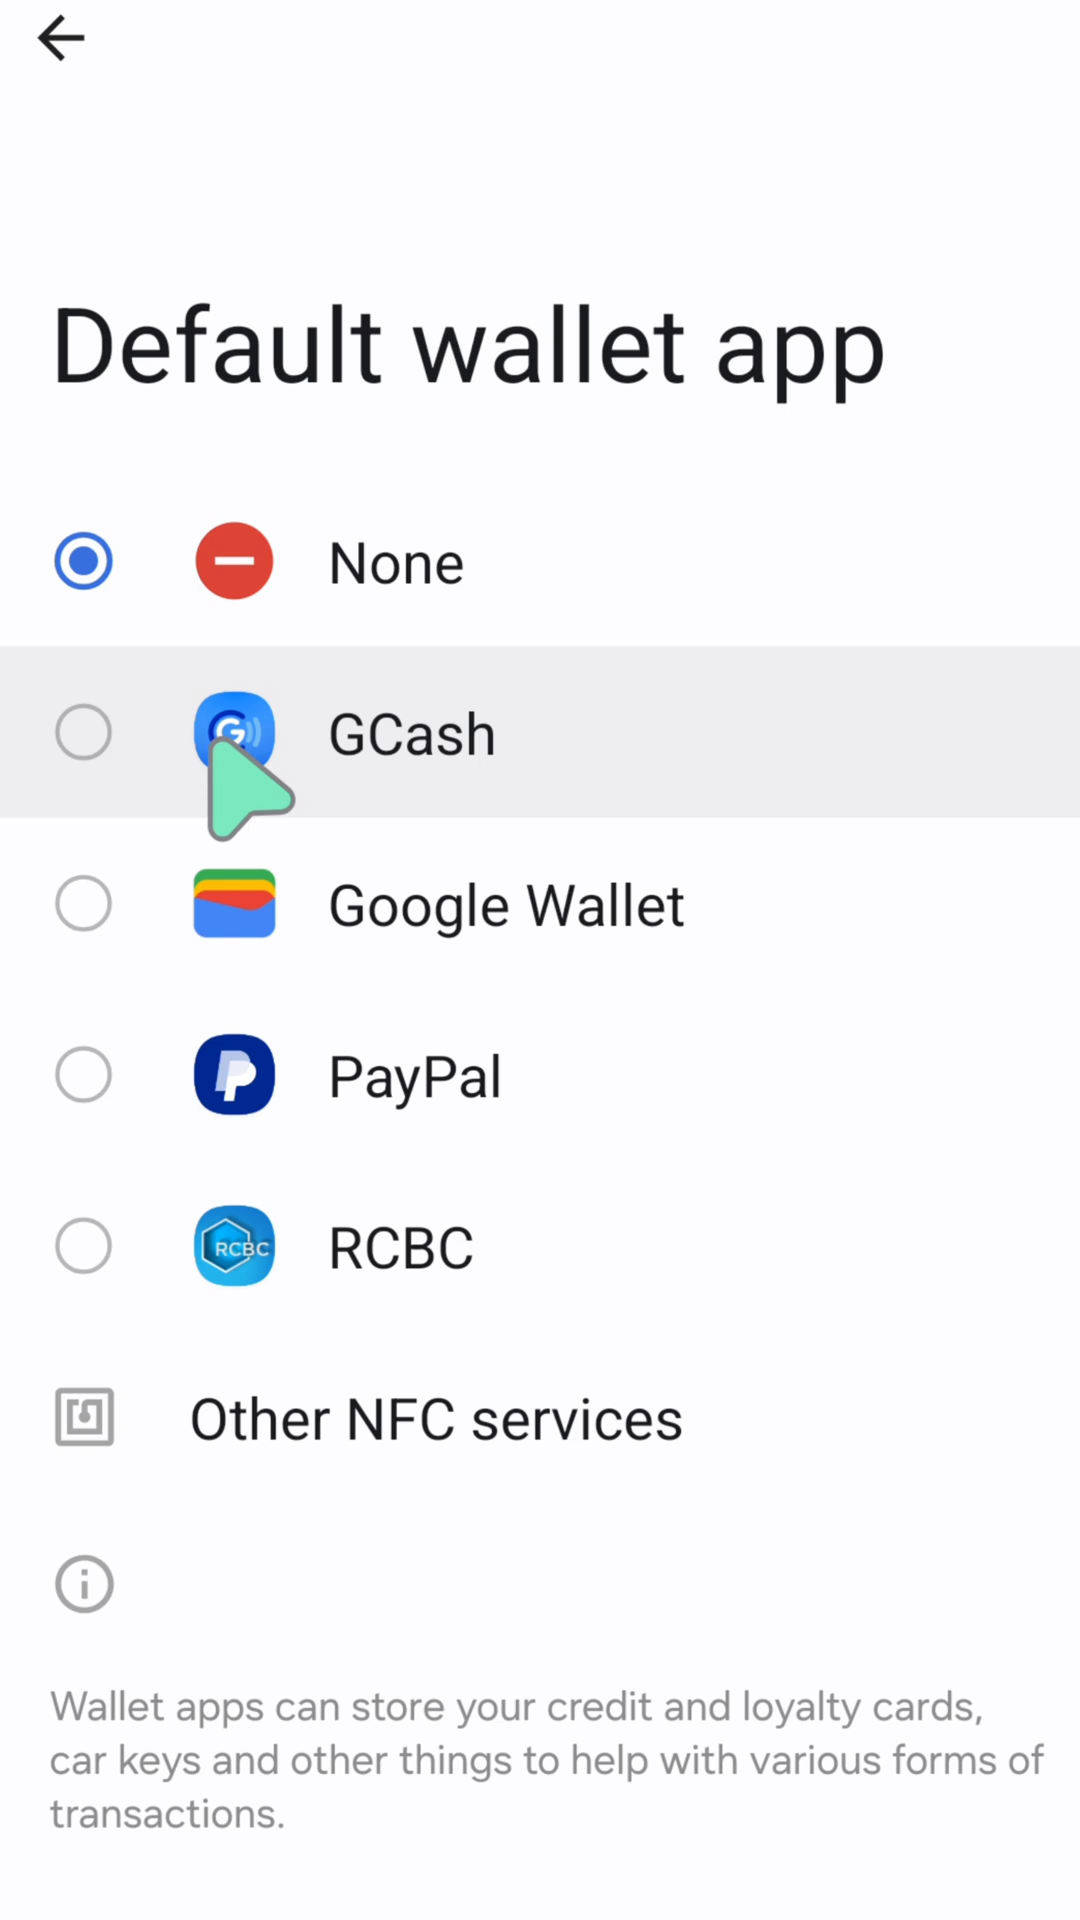 Default wallet app
None
GCash
Google Wallet
PayPal
RCBC
RCBC
Other NFC services
Wallet apps can store your credit and loyalty cards,
car keys and other things to help with various forms of
transactions.